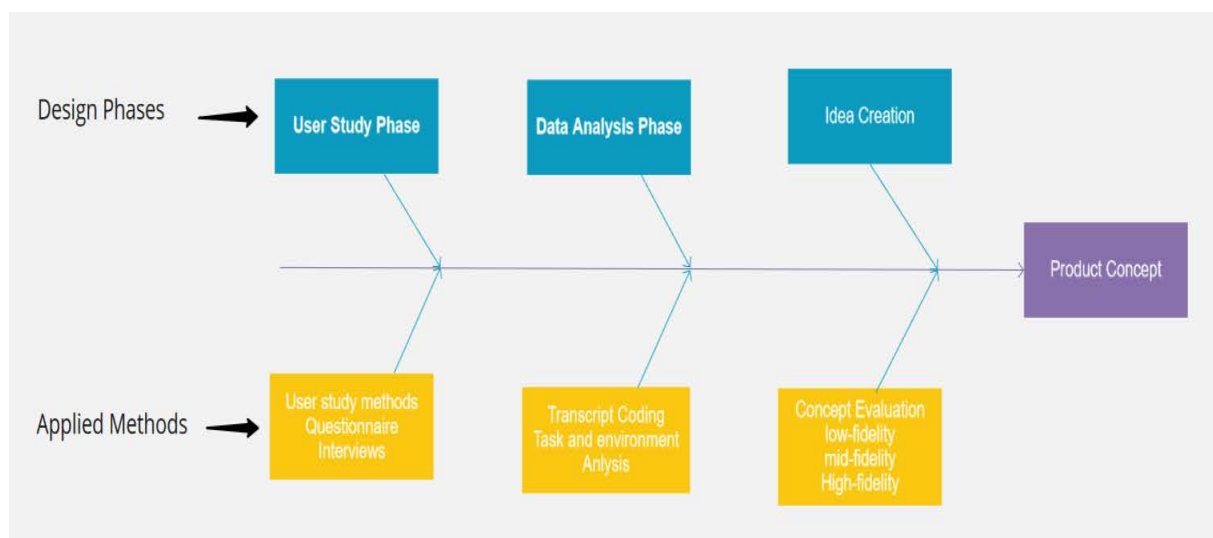 Design Phases
User Study Phase
Data Analysis Phase
Idea Creation
Product Concept
Applied Methods
User study methods
Questionnaire
Interviews
Transcript Coding
Task and environment
Anlysis
Concept Evaluation
low-fidelity
mid-fidelity
High-fidelity